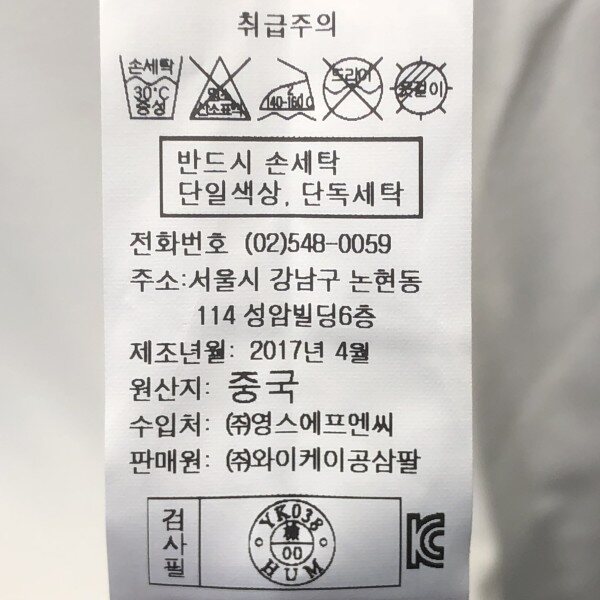 취급주의
손세탁
30℃
중성
염소
산소표백
140-160℃
드라이
옷걸이
반드시 손세탁
단일색상, 단독세탁
전화번호 (02)548-0059
주소:서울시 강남구 논현동
114 성암빌딩6층
제조년월: 2017년 4월
원산지: 중국
수입처: ㈜영스에프엔씨
판매원: ㈜와이케이공삼팔
검사필
YK038
00
HUM